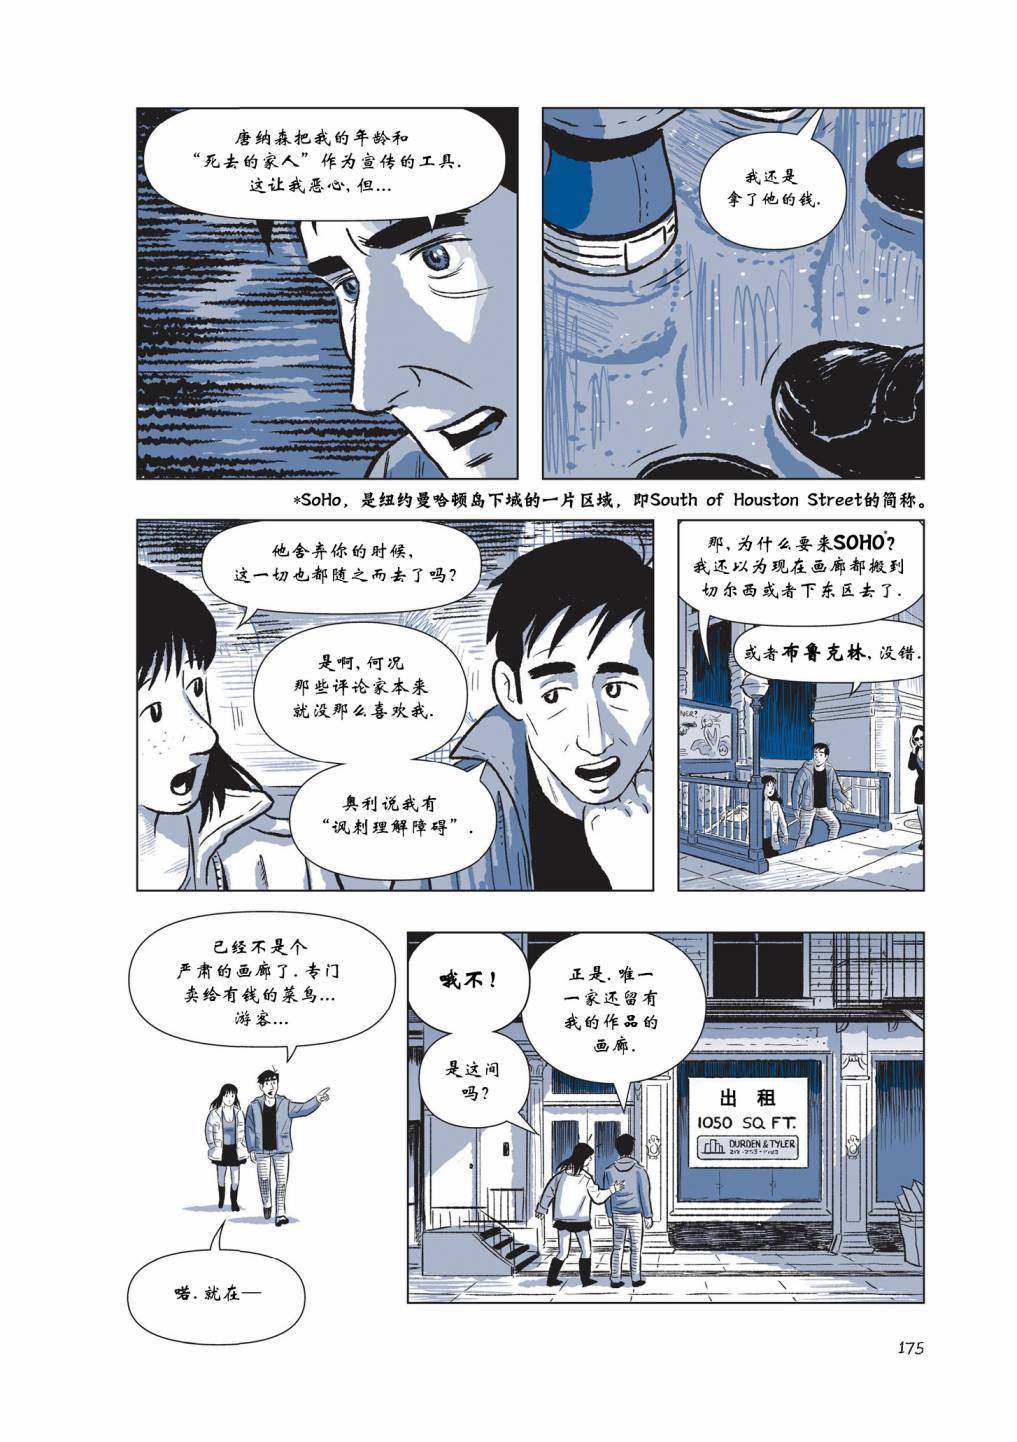 唐纳森把我的年龄和
“死去的家人”作为宣传的工具.
这让我恶心,但...
我还是
拿了他的钱.
*SoHo，是纽约曼哈顿岛下城的一片区域，即South of Houston Street的简称。
他舍弃你的时候,
这一切也都随之而去了吗?
是啊,何况
那些评论家本来
就没那么喜欢我.
奥利说我有
“讽刺理解障碍”.
那,为什么要来SOHO*?
我还以为现在画廊都搬到
切尔西或者下东区去了.
或者布鲁克林,没错.
NER?
已经不是个
严肃的画廊了.专门
卖给有钱的菜鸟...
游客...
喏.就在—
哦不!
正是.唯一
一家还留有
我的作品的
画廊.
是这间
吗?
出 租
1050 SQ FT.
DURDEN & TYLER
175